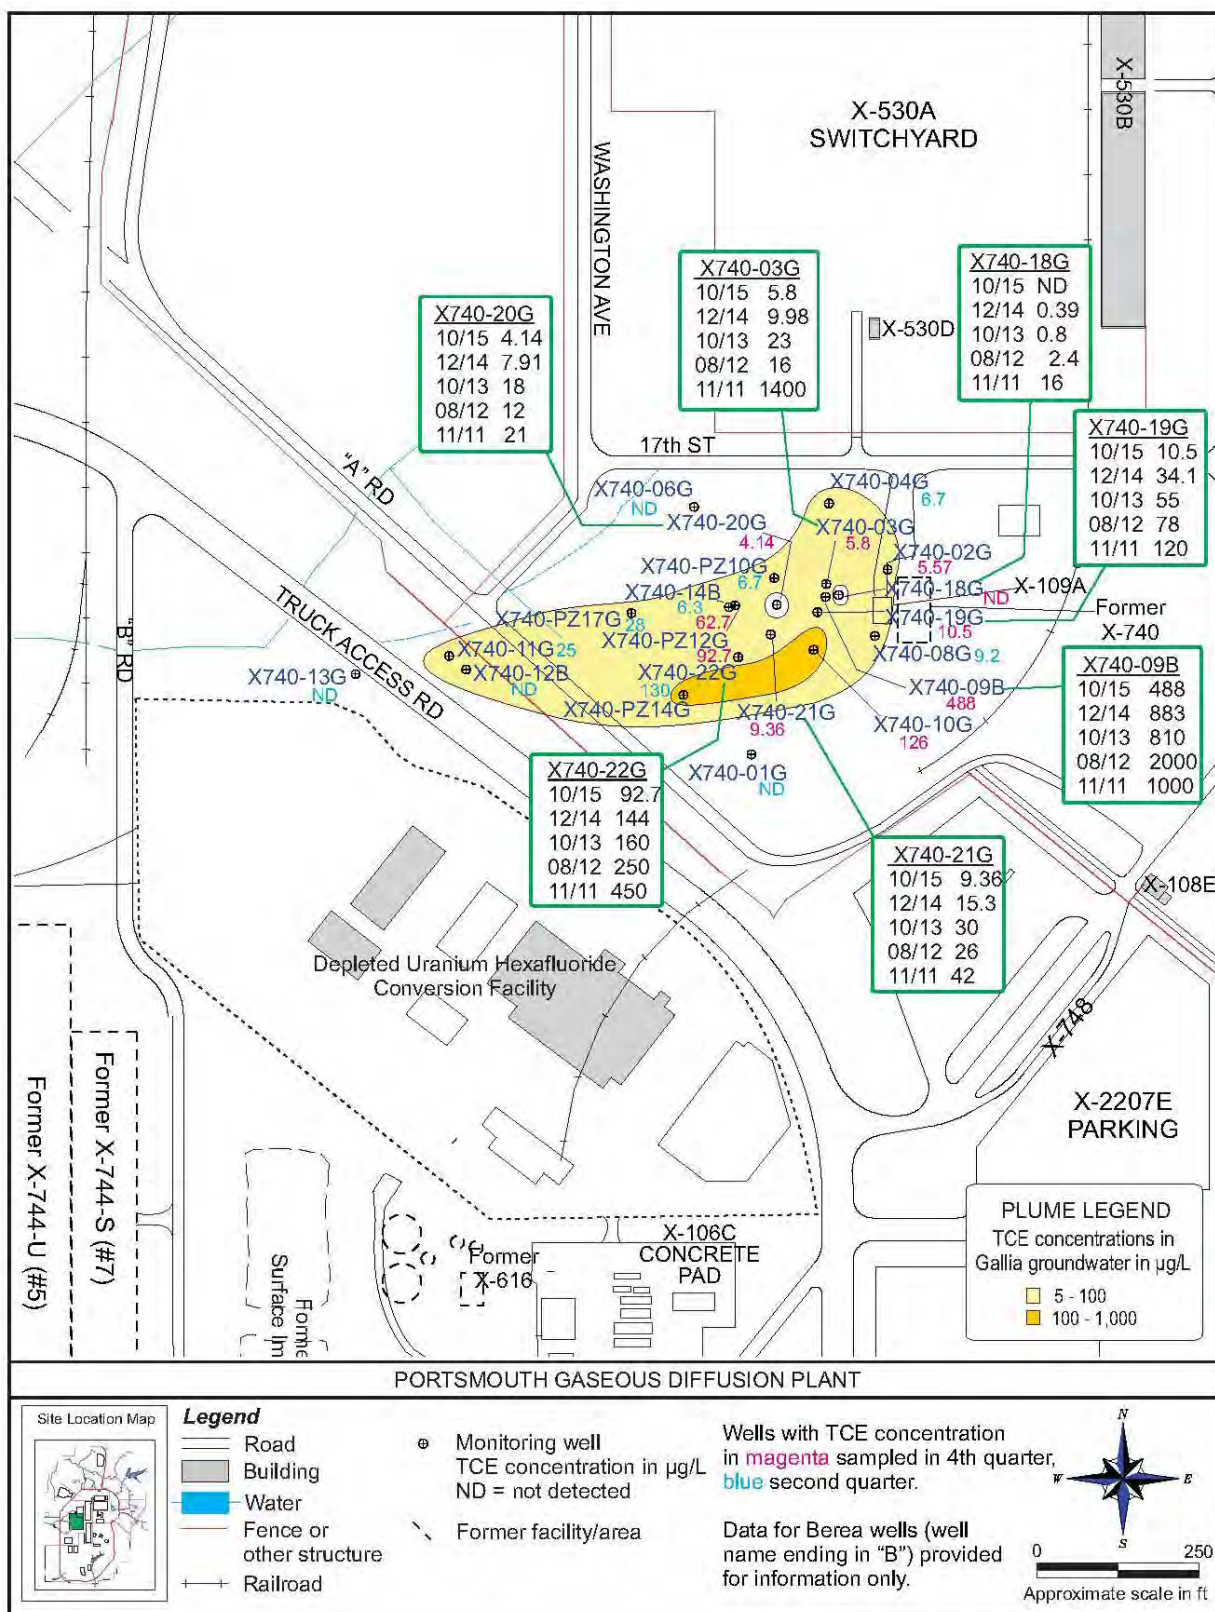 X-530A
SWITCHYARD
X-530B
WASHINGTON AVE
X-530D
X740-03G
10/15 5.8
12/14 9.98
10/13 23
08/12 16
11/11 1400
X740-18G
10/15 ND
12/14 0.39
10/13 0.8
08/12 2.4
11/11 16
X740-20G
10/15 4.14
12/14 7.91
10/13 18
08/12 12
11/11 21
X740-19G
10/15 10.5
12/14 34.1
10/13 55
08/12 78
11/11 120
17th ST
"A" RD
"B" RD
TRUCK ACCESS RD
X740-06G
ND
X740-04G
6.7
X740-20G
4.14
X740-03G
5.8
X740-02G
5.57
X740-PZ10G
6.7
X740-14B
6.3
62.7
X740-18G
ND
X-109A
X740-PZ17G
28
X740-19G
10.5
Former
X-740
X740-11G
25
X740-PZ12G
92.7
X740-08G
9.2
X740-13G
ND
X740-12B
ND
X740-22G
130
X740-09B
488
X740-PZ14G
X740-21G
9.36
X740-10G
126
X740-01G
ND
X740-09B
10/15 488
12/14 883
10/13 810
08/12 2000
11/11 1000
X740-22G
10/15 92.7
12/14 144
10/13 160
08/12 250
11/11 450
X740-21G
10/15 9.36
12/14 15.3
10/13 30
08/12 26
11/11 42
X-108E
Depleted Uranium Hexafluoride
Conversion Facility
X-748
X-2207E
PARKING
Former X-744-U (#5)
Former X-744-S (#7)
Forme
Surface Im
Former
X-616
X-106C
CONCRETE
PAD
PLUME LEGEND
TCE concentrations in
Gallia groundwater in µg/L
5 - 100
100 - 1,000
PORTSMOUTH GASEOUS DIFFUSION PLANT
Site Location Map
Legend
Road
Building
Water
Fence or
other structure
Railroad
Monitoring well
TCE concentration in µg/L
ND = not detected
Former facility/area
Wells with TCE concentration
in magenta sampled in 4th quarter,
blue second quarter.
Data for Berea wells (well
name ending in "B") provided
for information only.
N
W
E
S
0 250
Approximate scale in ft